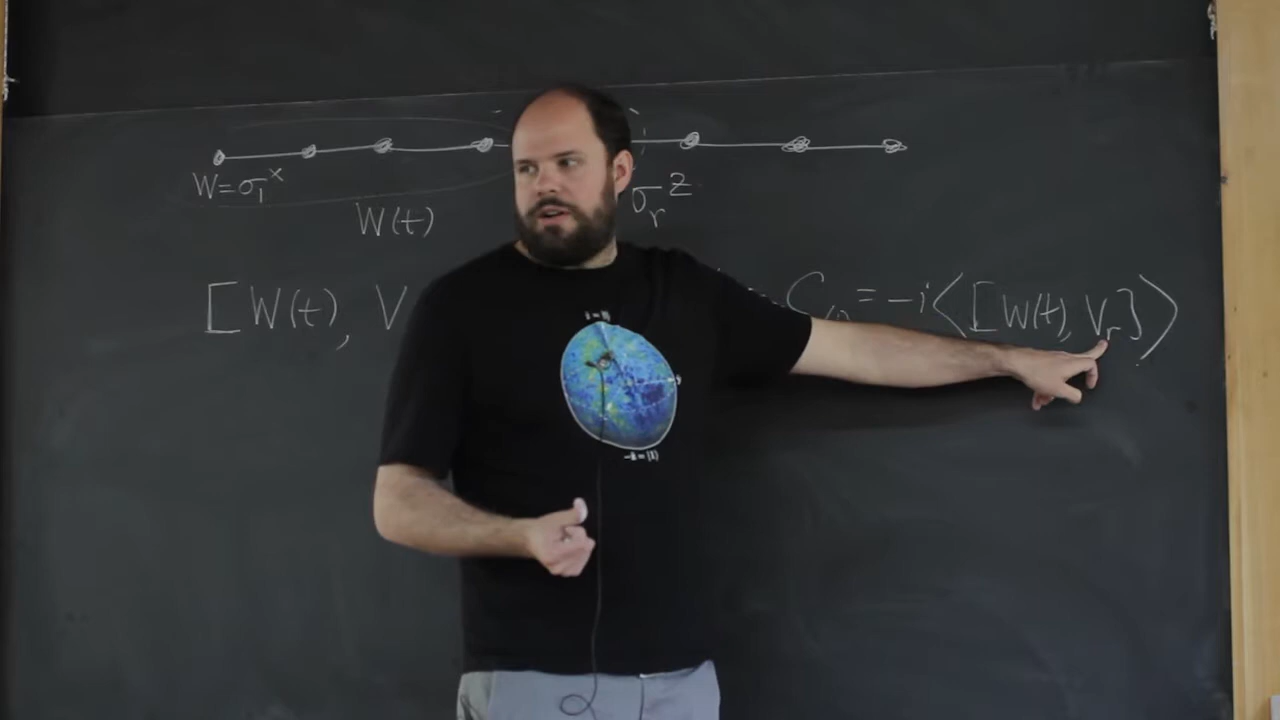 W=σ₁ˣ
σᵣᶻ
W(t)
[W(t), V = C = -i⟨[W(t), Vᵣ]⟩